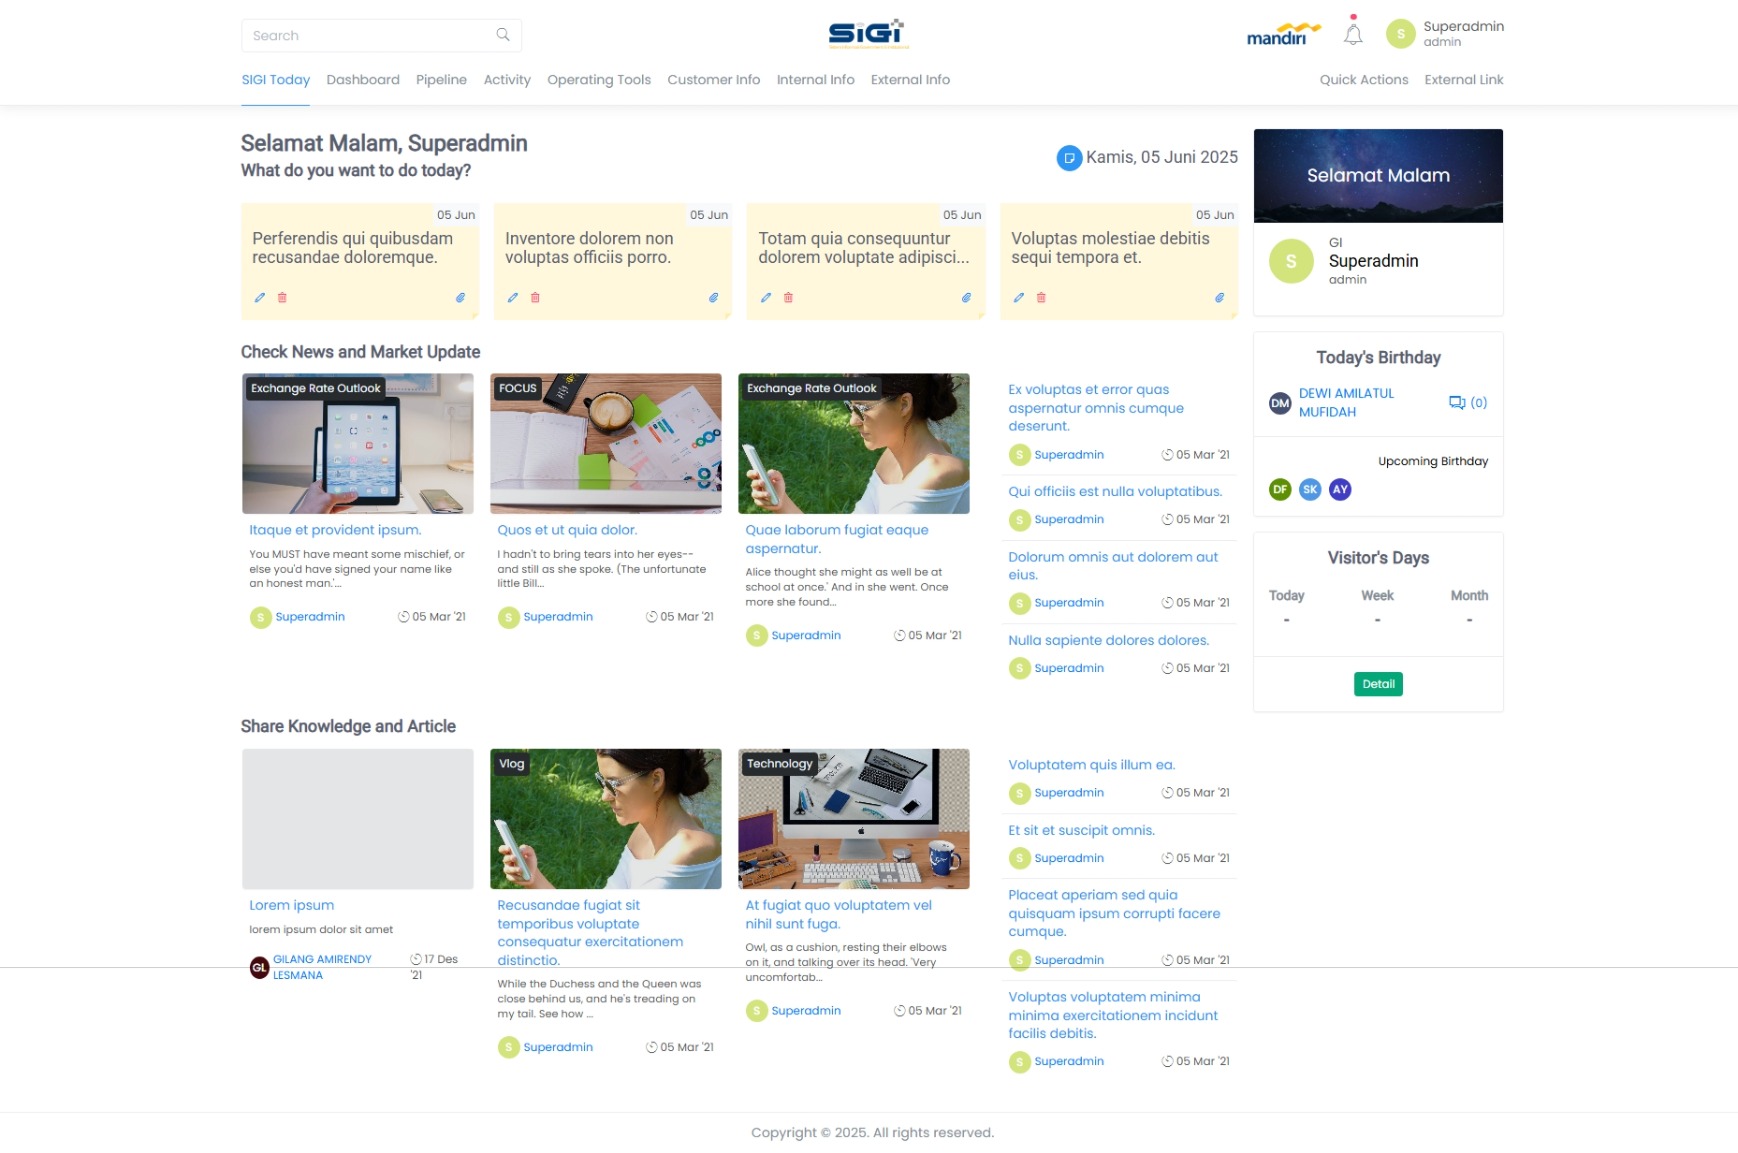 Search
SiGi
mandiri
S
Superadmin
admin
SIGI Today
Dashboard
Pipeline
Activity
Operating Tools
Customer Info
Internal Info
External Info
Quick Actions
External Link
Selamat Malam, Superadmin
What do you want to do today?
Kamis, 05 Juni 2025
05 Jun
Perferendis qui quibusdam
recusandae doloremque.
05 Jun
Inventore dolorem non
voluptas officiis porro.
05 Jun
Totam quia consequuntur
dolorem voluptate adipisci...
05 Jun
Voluptas molestiae debitis
sequi tempora et.
Selamat Malam
S
GI
Superadmin
admin
Today's Birthday
DM
DEWI AMILATUL
MUFIDAH
(0)
Upcoming Birthday
DF
SK
AY
Visitor's Days
Today
Week
Month
-
-
-
Detail
Check News and Market Update
Exchange Rate Outlook
Itaque et provident ipsum.
You MUST have meant some mischief, or
else you'd have signed your name like
an honest man.'...
S
Superadmin
05 Mar '21
FOCUS
Quos et ut quia dolor.
I hadn't to bring tears into her eyes--
and still as she spoke. (The unfortunate
little Bill...
S
Superadmin
05 Mar '21
Exchange Rate Outlook
Quae laborum fugiat eaque
aspernatur.
Alice thought she might as well be at
school at once.' And in she went. Once
more she found...
S
Superadmin
05 Mar '21
Ex voluptas et error quas
aspernatur omnis cumque
deserunt.
S
Superadmin
05 Mar '21
Qui officiis est nulla voluptatibus.
S
Superadmin
05 Mar '21
Dolorum omnis aut dolorem aut
eius.
S
Superadmin
05 Mar '21
Nulla sapiente dolores dolores.
S
Superadmin
05 Mar '21
Share Knowledge and Article
Lorem ipsum
lorem ipsum dolor sit amet
GL
GILANG AMIRENDY
LESMANA
17 Des
'21
Vlog
Recusandae fugiat sit
temporibus voluptate
consequatur exercitationem
distinctio.
While the Duchess and the Queen was
close behind us, and he's treading on
my tail. See how ...
S
Superadmin
05 Mar '21
Technology
At fugiat quo voluptatem vel
nihil sunt fuga.
Owl, as a cushion, resting their elbows
on it, and talking over its head. 'Very
uncomfortab...
S
Superadmin
05 Mar '21
Voluptatem quis illum ea.
S
Superadmin
05 Mar '21
Et sit et suscipit omnis.
S
Superadmin
05 Mar '21
Placeat aperiam sed quia
quisquam ipsum corrupti facere
cumque.
S
Superadmin
05 Mar '21
Voluptas voluptatem minima
minima exercitationem incidunt
facilis debitis.
S
Superadmin
05 Mar '21
Copyright © 2025. All rights reserved.